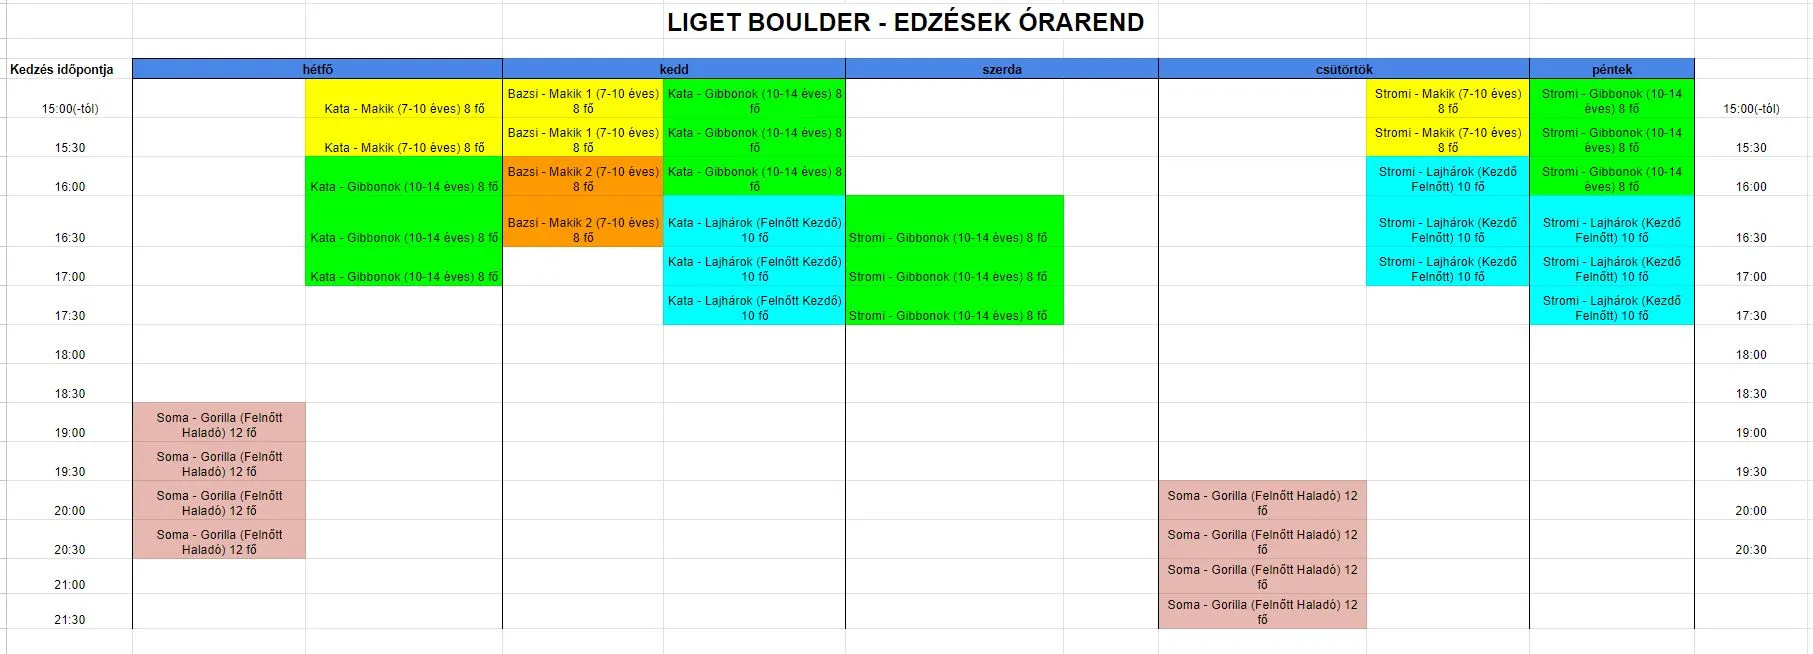 LIGET BOULDER - EDZÉSEK ÓRAREND
Kedzés időpontja hétfő kedd szerda csütörtök péntek
Bazsi - Makik 1 (7-10 éves) Kata - Gibbonok (10-14 éves) 8 Stromi - Makik (7-10 éves) Stromi - Gibbonok (10-14
15:00(-tól) Kata - Makik (7-10 éves) 8 fő 8 fő fő 8 fő éves) 8 fő 15:00(-tól)
Bazsi - Makik 1 (7-10 éves) Kata - Gibbonok (10-14 éves) 8 Stromi - Makik (7-10 éves) Stromi - Gibbonok (10-14
15:30 Kata - Makik (7-10 éves) 8 fő 8 fő fő 8 fő éves) 8 fő 15:30
Bazsi - Makik 2 (7-10 éves) Kata - Gibbonok (10-14 éves) 8 Stromi - Lajhárok (Kezdő Stromi - Gibbonok (10-14
16:00 Kata - Gibbonok (10-14 éves) 8 fő 8 fő fő Felnőtt) 10 fő éves) 8 fő 16:00
Bazsi - Makik 2 (7-10 éves) Kata - Lajhárok (Felnőtt Kezdő) Stromi - Lajhárok (Kezdő Stromi - Lajhárok (Kezdő
16:30 Kata - Gibbonok (10-14 éves) 8 fő 8 fő 10 fő Stromi - Gibbonok (10-14 éves) 8 fő Felnőtt) 10 fő Felnőtt) 10 fő 16:30
Kata - Lajhárok (Felnőtt Kezdő) Stromi - Lajhárok (Kezdő Stromi - Lajhárok (Kezdő
17:00 Kata - Gibbonok (10-14 éves) 8 fő 10 fő Stromi - Gibbonok (10-14 éves) 8 fő Felnőtt) 10 fő Felnőtt) 10 fő 17:00
Kata - Lajhárok (Felnőtt Kezdő) Stromi - Lajhárok (Kezdő
17:30 10 fő Stromi - Gibbonok (10-14 éves) 8 fő Felnőtt) 10 fő 17:30
18:00 18:00
18:30 18:30
Soma - Gorilla (Felnőtt
19:00 Haladó) 12 fő 19:00
Soma - Gorilla (Felnőtt
19:30 Haladó) 12 fő 19:30
Soma - Gorilla (Felnőtt Soma - Gorilla (Felnőtt Haladó) 12
20:00 Haladó) 12 fő fő 20:00
Soma - Gorilla (Felnőtt Soma - Gorilla (Felnőtt Haladó) 12
20:30 Haladó) 12 fő fő 20:30
Soma - Gorilla (Felnőtt Haladó) 12
21:00 fő
Soma - Gorilla (Felnőtt Haladó) 12
21:30 fő